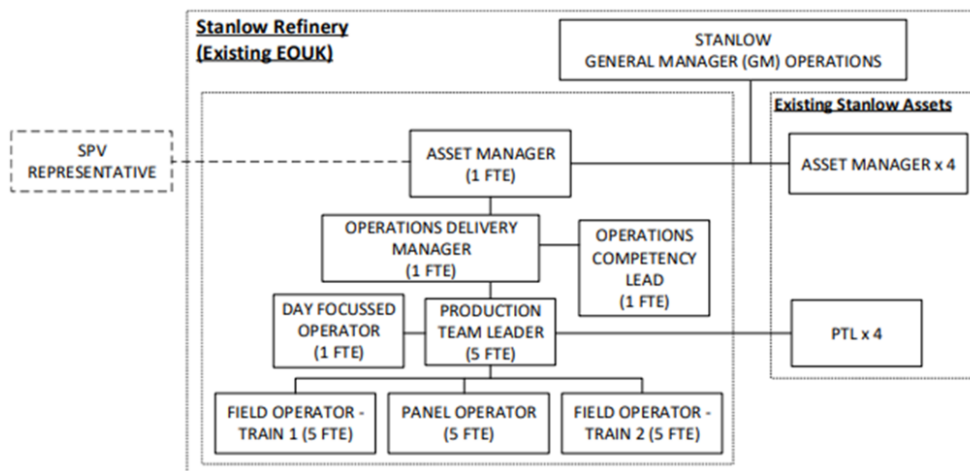 Stanlow Refinery
(Existing EOUK)
STANLOW
GENERAL MANAGER (GM) OPERATIONS
Existing Stanlow Assets
SPV
REPRESENTATIVE
ASSET MANAGER
(1 FTE)
ASSET MANAGER x 4
OPERATIONS DELIVERY
MANAGER
(1 FTE)
OPERATIONS
COMPETENCY
LEAD
(1 FTE)
DAY FOCUSSED
OPERATOR
(1 FTE)
PRODUCTION
TEAM LEADER
(5 FTE)
PTL x 4
FIELD OPERATOR -
TRAIN 1 (5 FTE)
PANEL OPERATOR
(5 FTE)
FIELD OPERATOR -
TRAIN 2 (5 FTE)